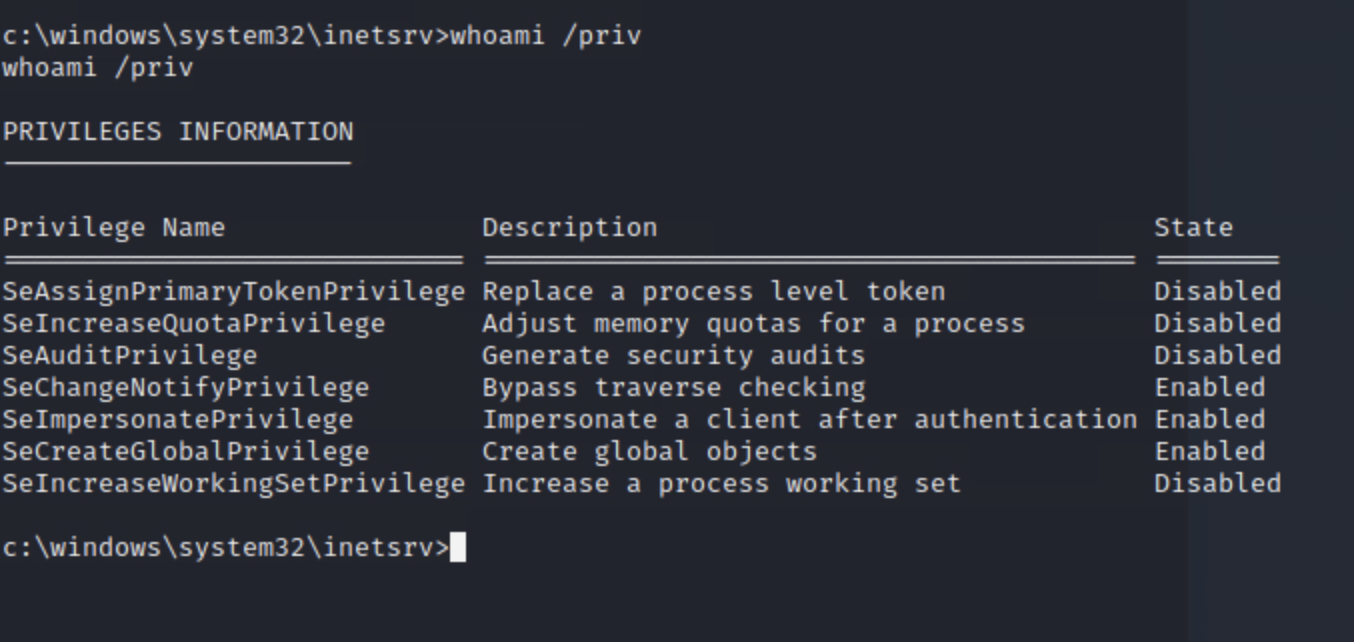 c:\windows\system32\inetsrv>whoami /priv
whoami /priv
PRIVILEGES INFORMATION
Privilege Name Description State
SeAssignPrimaryTokenPrivilege Replace a process level token Disabled
SeIncreaseQuotaPrivilege Adjust memory quotas for a process Disabled
SeAuditPrivilege Generate security audits Disabled
SeChangeNotifyPrivilege Bypass traverse checking Enabled
SeImpersonatePrivilege Impersonate a client after authentication Enabled
SeCreateGlobalPrivilege Create global objects Enabled
SeIncreaseWorkingSetPrivilege Increase a process working set Disabled
c:\windows\system32\inetsrv>